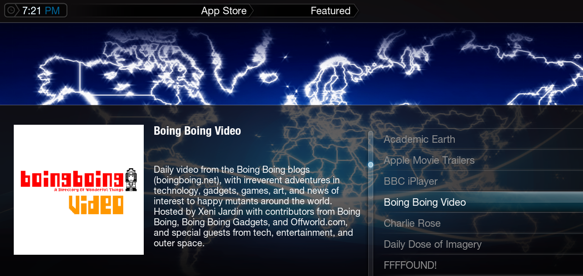 7:21 PM
App Store
Featured
Boing Boing Video
Daily video from the Boing Boing blogs
(boingboing.net), with irreverent adventures in
technology, gadgets, games, art, and news of
interest to happy mutants around the world.
Hosted by Xeni Jardin with contributors from Boing
Boing, Boing Boing Gadgets, and Offworld.com,
and special guests from tech, entertainment, and
outer space.
boingboing
A Directory Of Wonderful Things
Video
Academic Earth
Apple Movie Trailers
BBC iPlayer
Boing Boing Video
Charlie Rose
Daily Dose of Imagery
FFFFOUND!